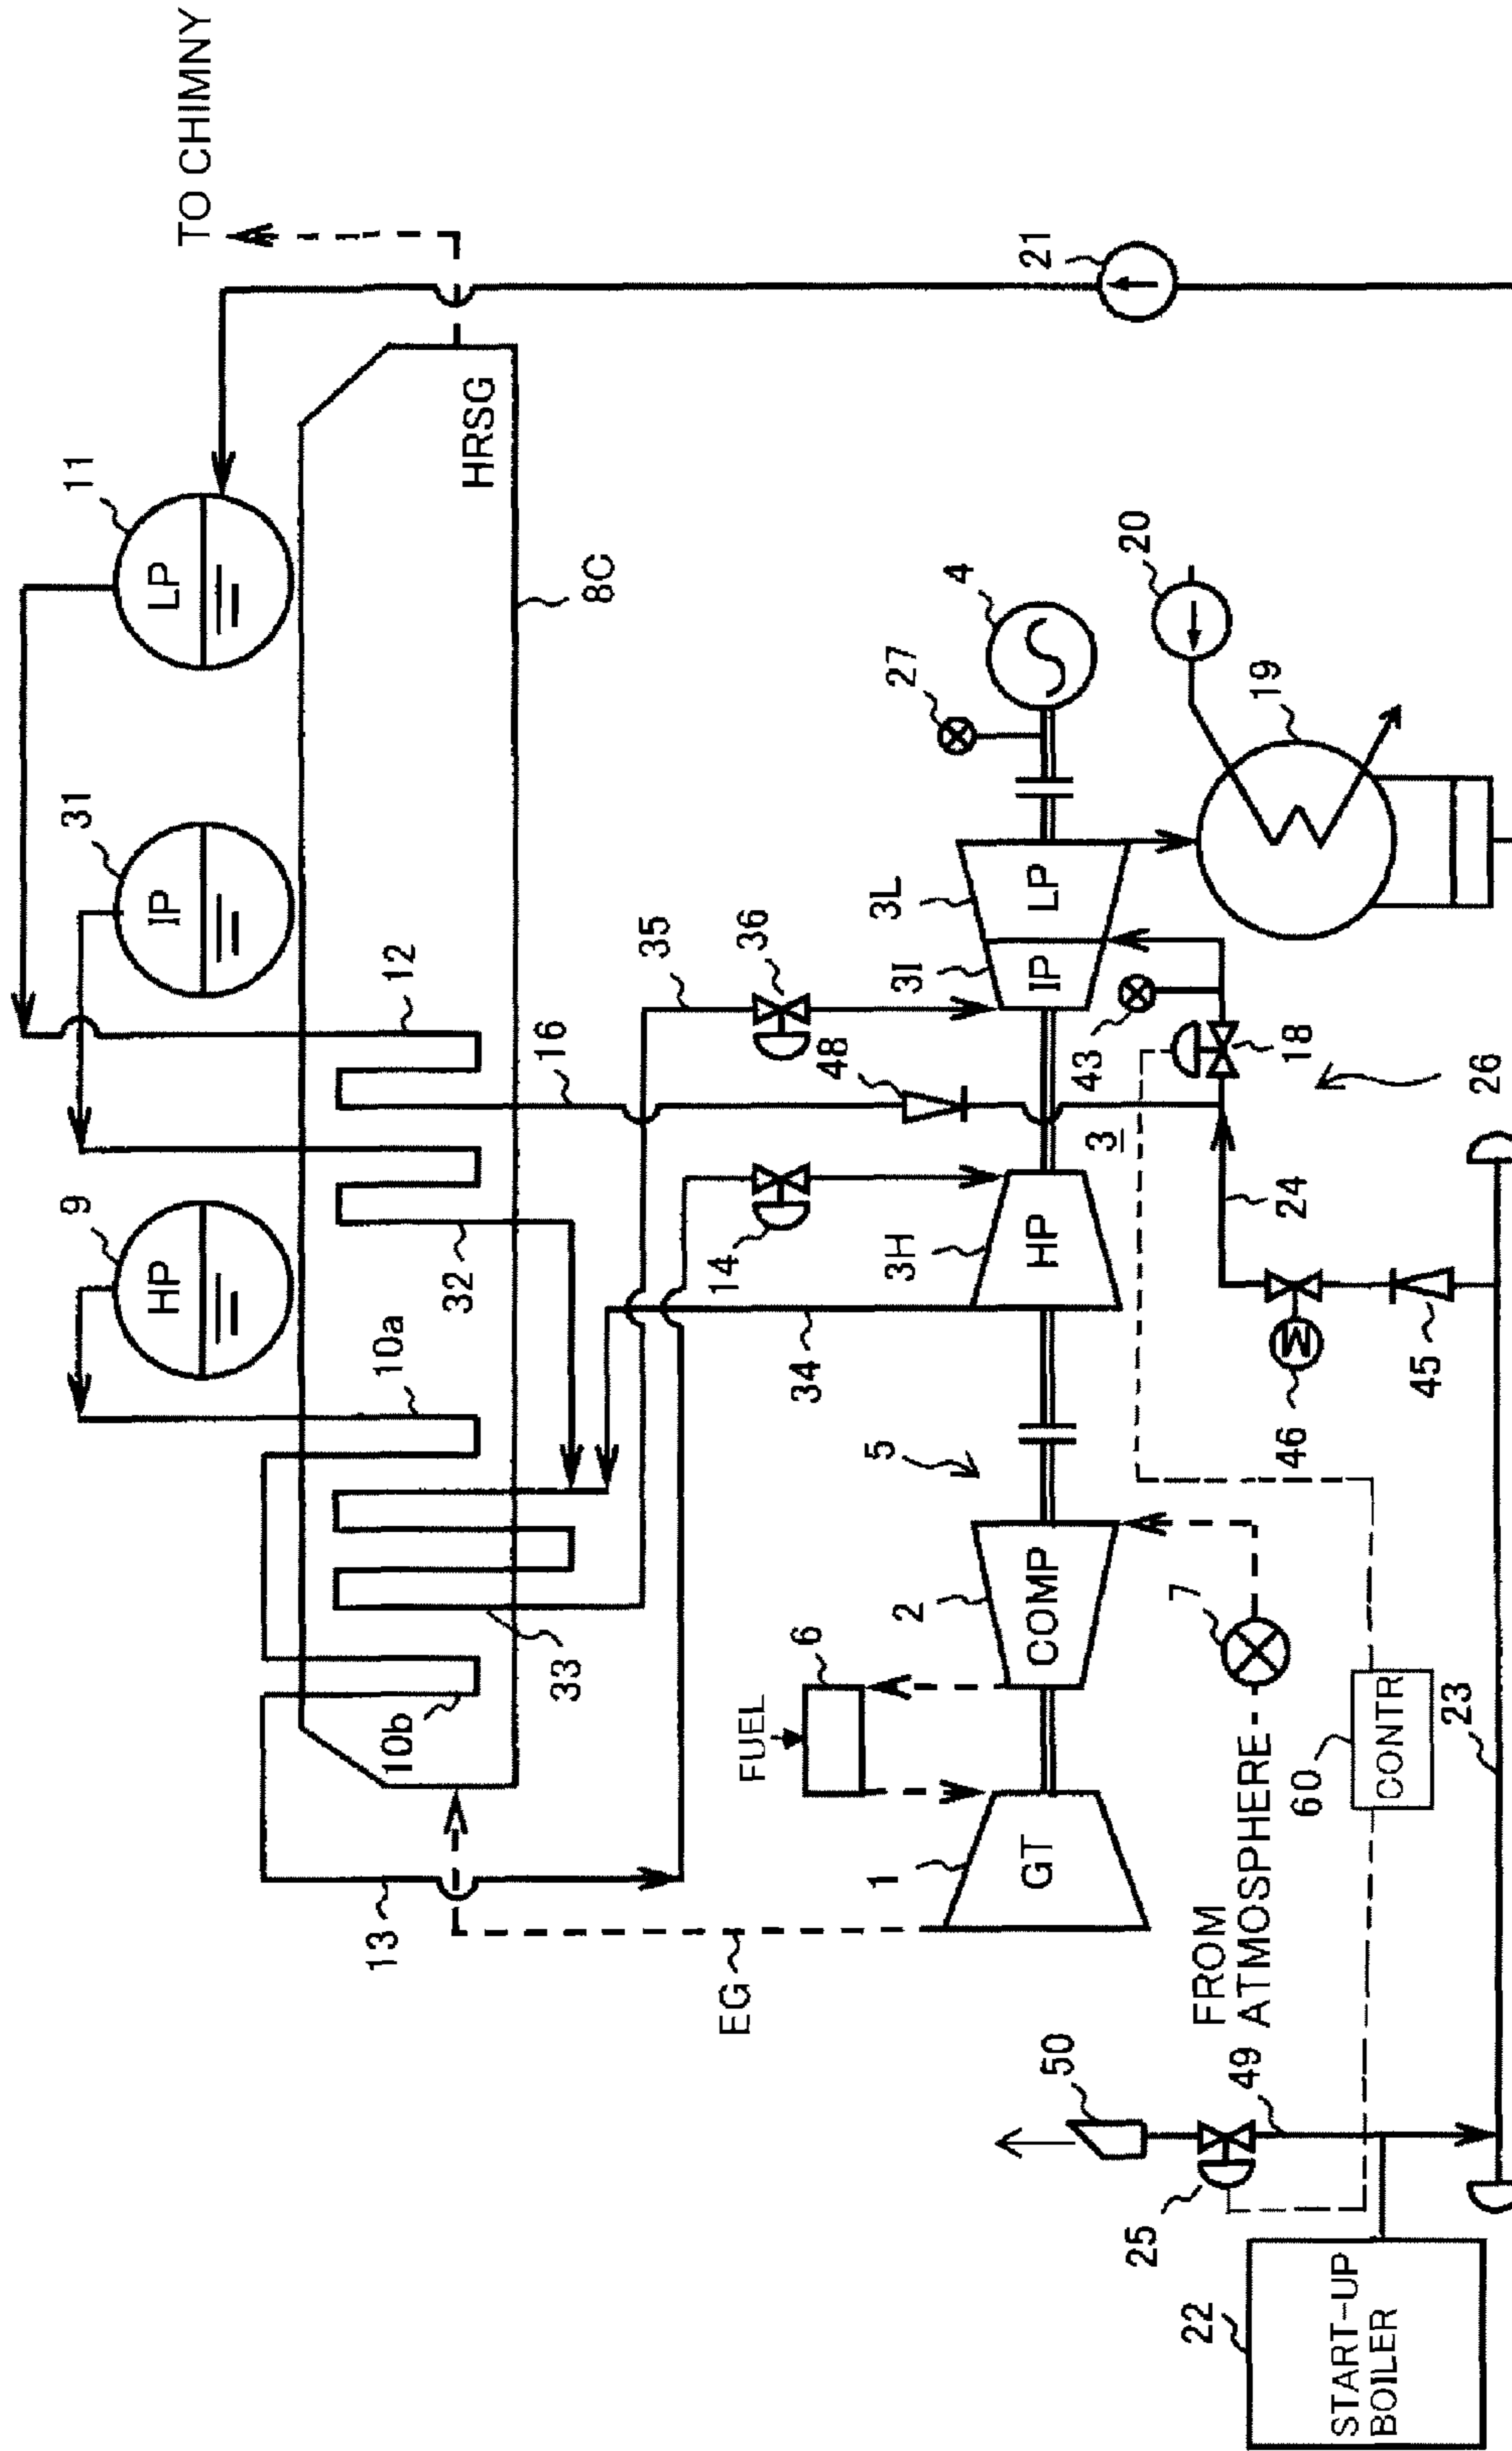 TO CHIMNY
11
LP
31
IP
9
HP
12
10a
32
10b
33
13
HRSG
8C
21
16
35
36
48
14
34
EG
FUEL
6
27
4
20
19
3L
LP
3I
IP
43
18
26
3
3H
HP
24
46
M
45
5
2
COMP
7
1
GT
FROM
ATMOSPHERE
60
CONTR
23
50
49
25
22
START-UP
BOILER